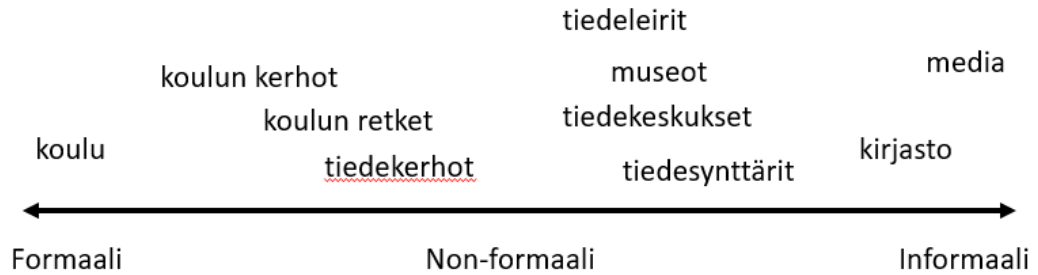 tiedeleirit
media
museot
koulun kerhot
tiedekeskukset
koulun retket
koulu
kirjasto
tiedekerhot
tiedesynttärit
Formaali Non-formaali Informaali